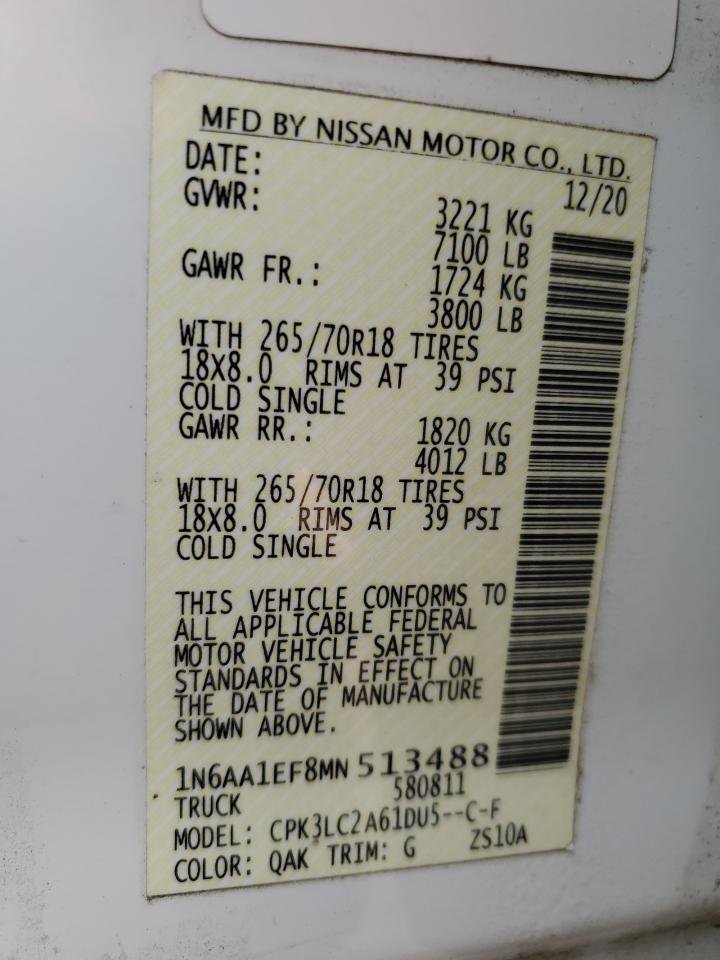 MFD BY NISSAN MOTOR CO., LTD.
DATE: 12/20
GVWR: 3221 KG
7100 LB
GAWR FR.: 1724 KG
3800 LB
WITH 265/70R18 TIRES
18X8.0 RIMS AT 39 PSI
COLD SINGLE
GAWR RR.: 1820 KG
4012 LB
WITH 265/70R18 TIRES
18X8.0 RIMS AT 39 PSI
COLD SINGLE
THIS VEHICLE CONFORMS TO
ALL APPLICABLE FEDERAL
MOTOR VEHICLE SAFETY
STANDARDS IN EFFECT ON
THE DATE OF MANUFACTURE
SHOWN ABOVE.
1N6AA1EF8MN513488
TRUCK 580811
MODEL: CPK3LC2A61DU5--C-F
COLOR: QAK TRIM: G ZS10A